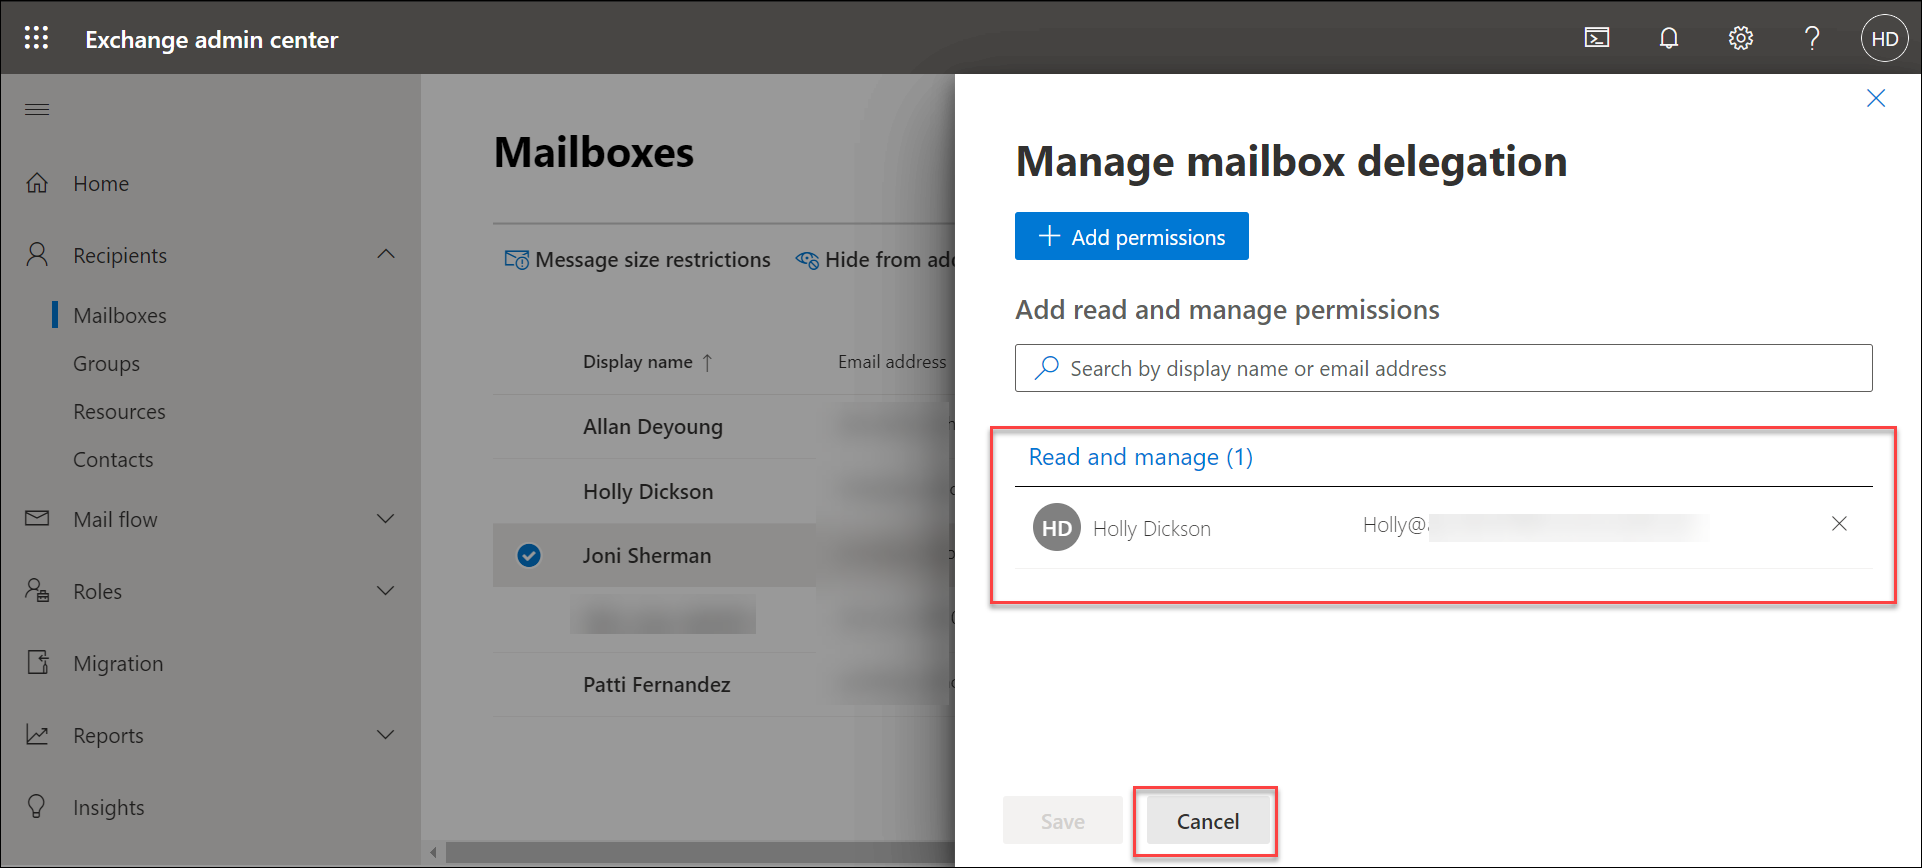 Exchange admin center
HD
Home
Recipients
Mailboxes
Groups
Resources
Contacts
Mail flow
Roles
Migration
Reports
Insights
Mailboxes
Message size restrictions Hide from
Display name ↑ Email address
Allan Deyoung
Holly Dickson
Joni Sherman
Patti Fernandez
Manage mailbox delegation
+ Add permissions
Add read and manage permissions
Search by display name or email address
Read and manage (1)
HD Holly Dickson Holly@
Save Cancel